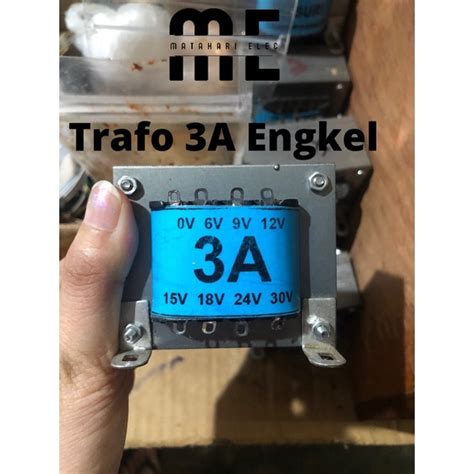 ME
MATAHARI ELEC
Trafo 3A Engkel
0V 6V 9V 12V
3A
15V 18V 24V 30V